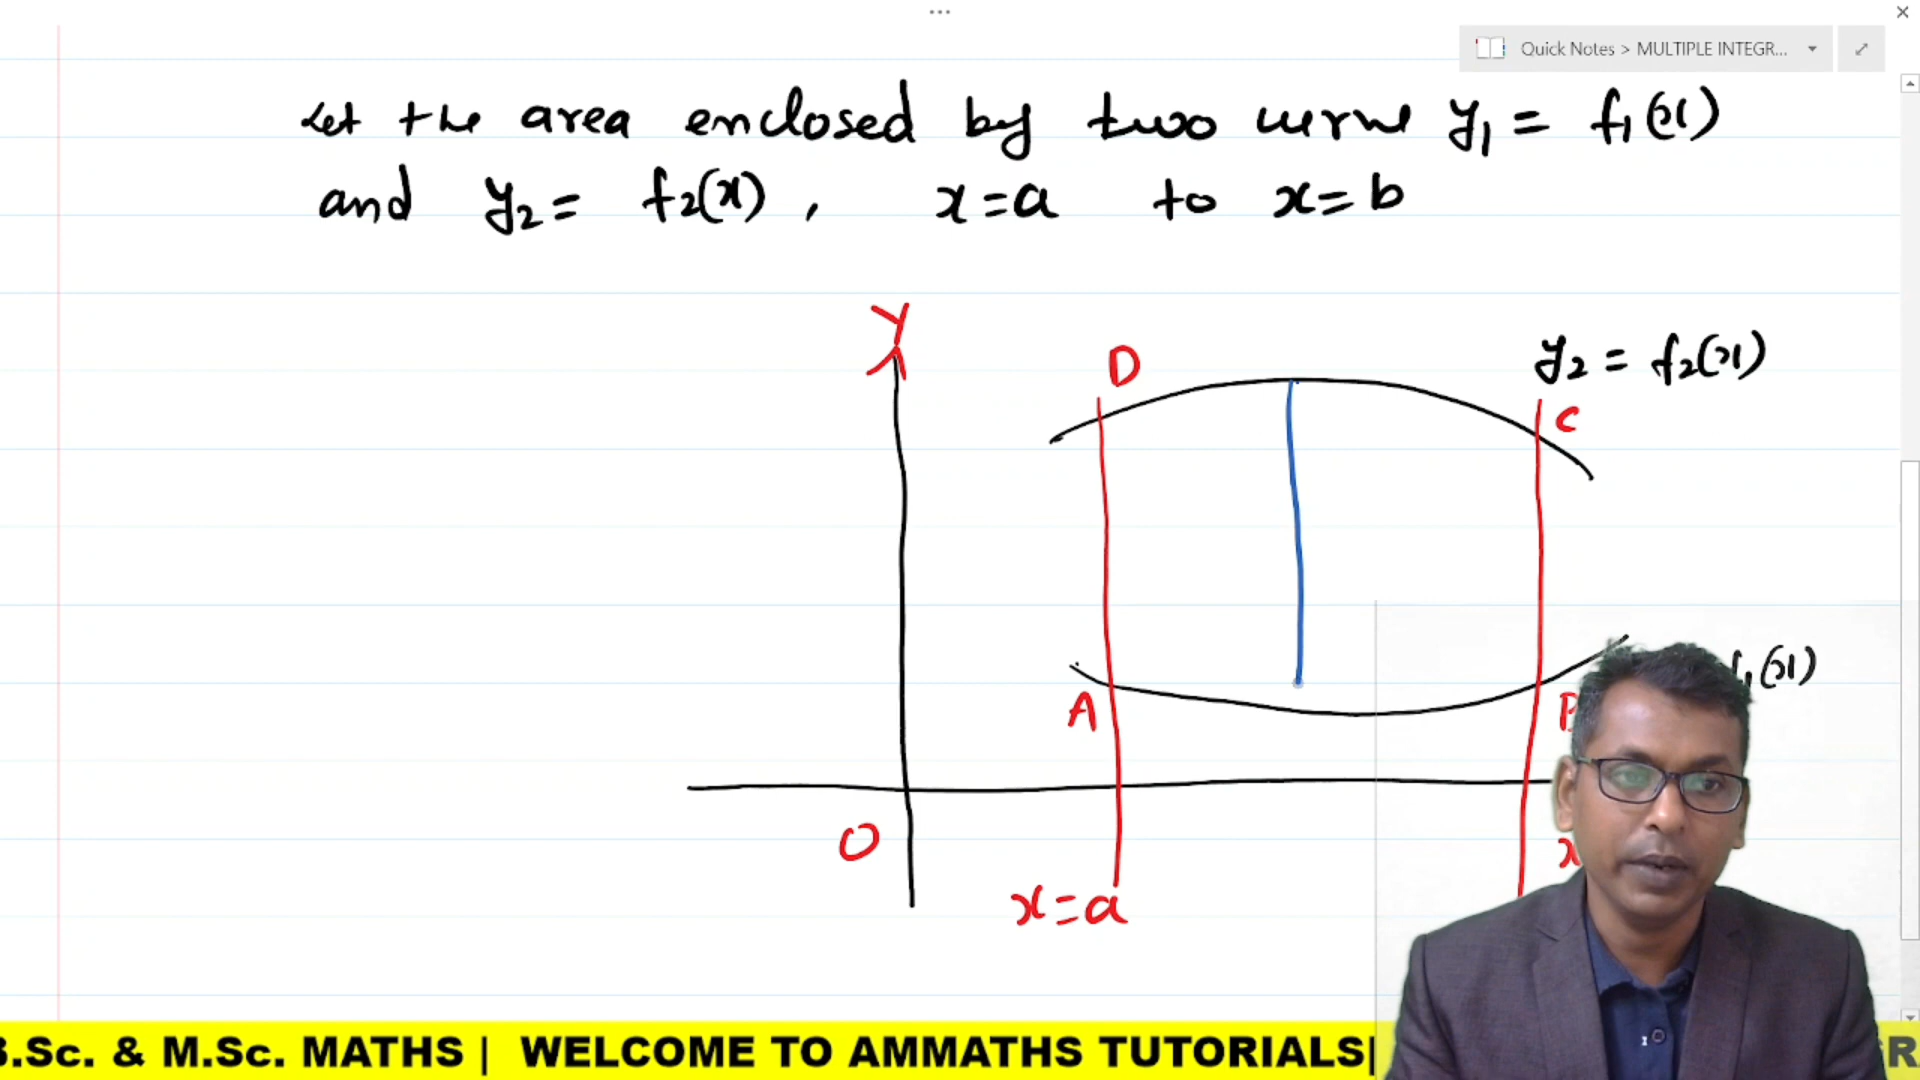 Quick Notes > MULTIPLE INTEGR...
Let the area enclosed by two curve y₁ = f₁(x)
and y₂ = f₂(x), x=a to x=b
Y
D
y₂ = f₂(x)
C
f₁(x)
A
B
O
x
x=a
B.Sc. & M.Sc. MATHS | WELCOME TO AMMATHS TUTORIALS|